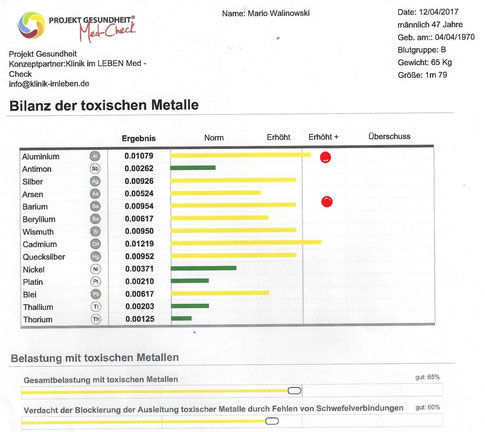 PROJEKT GESUNDHEIT®
Med-Check
Name: Mario Walinowski
Date: 12/04/2017
männlich 47 Jahre
Geb. am:: 04/04/1970
Blutgruppe: B
Gewicht: 65 Kg
Größe: 1m 79
Projekt Gesundheit
Konzeptpartner:Klinik im LEBEN Med -
Check
info@klinik-imleben.de
Bilanz der toxischen Metalle
Ergebnis Norm Erhöht Erhöht + Überschuss
Aluminium Al 0.01079
Antimon Sb 0.00262
Silber Ag 0.00926
Arsen As 0.00524
Barium Ba 0.00954
Beryllium Be 0.00617
Wismuth Bi 0.00950
Cadmium Cd 0.01219
Quecksilber Hg 0.00952
Nickel Ni 0.00371
Platin Pt 0.00210
Blei Pb 0.00617
Thallium Tl 0.00203
Thorium Th 0.00125
Belastung mit toxischen Metallen
Gesamtbelastung mit toxischen Metallen gut: 65%
Verdacht der Blockierung der Ausleitung toxischer Metalle durch Fehlen von Schwefelverbindungen gut: 60%